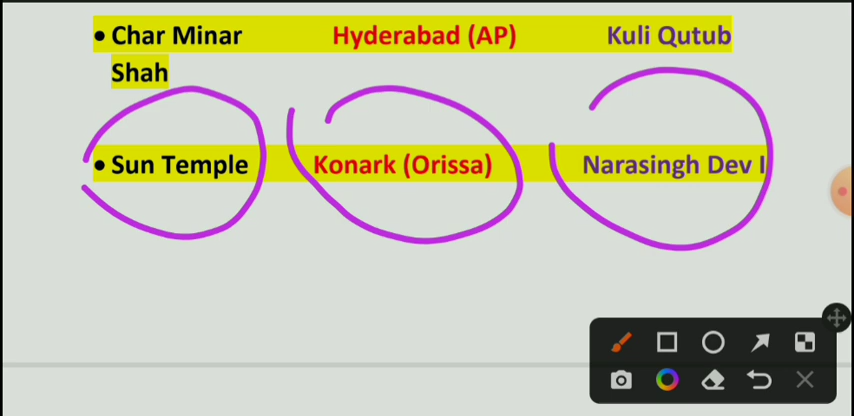 • Char Minar Hyderabad (AP) Kuli Qutub
Shah
• Sun Temple Konark (Orissa) Narasingh Dev I